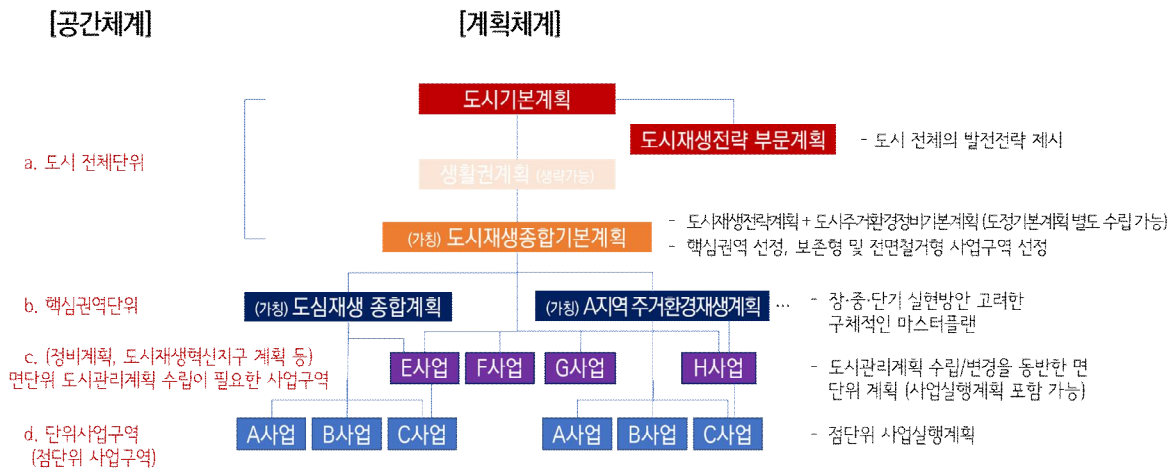 [공간체계]
[계획체계]
도시기본계획
도시재생전략 부문계획
- 도시 전체의 발전전략 제시
a. 도시 전체단위
생활권계획 (생략가능)
(가칭) 도시재생종합기본계획
- 도시재생전략계획 + 도시주거환경정비기본계획 (도정기본계획 별도 수립 가능)
- 핵심권역 선정, 보존형 및 전면철거형 사업구역 선정
b. 핵심권역단위
(가칭) 도심재생 종합계획
(가칭) A지역 주거환경재생계획
...
- 장·중·단기 실현방안 고려한
구체적인 마스터플랜
c. (정비계획, 도시재생혁신지구 계획 등)
면단위 도시관리계획 수립이 필요한 사업구역
E사업
F사업
G사업
H사업
- 도시관리계획 수립/변경을 동반한 면
단위 계획 (사업실행계획 포함 가능)
d. 단위사업구역
(점단위 사업구역)
A사업
B사업
C사업
A사업
B사업
C사업
- 점단위 사업실행계획